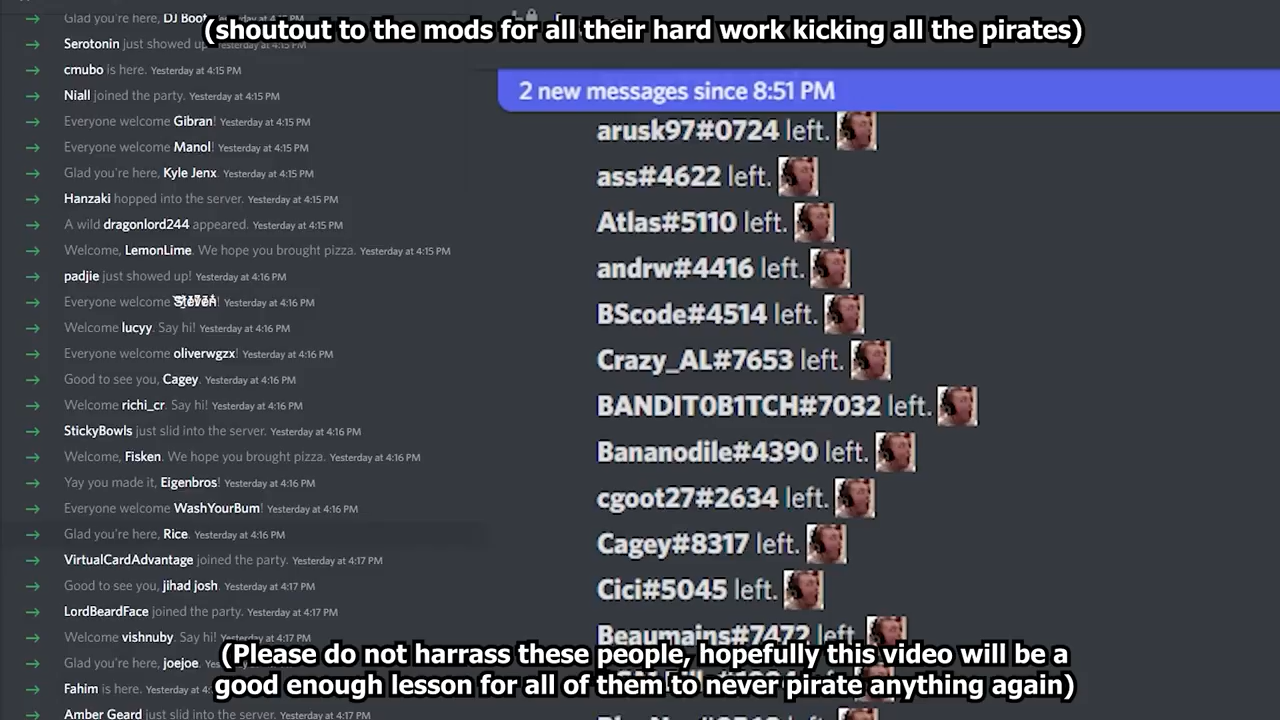 Glad you're here, DJ Boot
(shoutout to the mods for all their hard work kicking all the pirates)
Serotonin just showed up
cmubo is here. Yesterday at 4:15 PM
Niall joined the party. Yesterday at 4:15 PM
Everyone welcome Gibran! Yesterday at 4:15 PM
Everyone welcome Manol! Yesterday at 4:15 PM
Glad you're here, Kyle Jenx. Yesterday at 4:15 PM
Hanzaki hopped into the server. Yesterday at 4:15 PM
A wild dragonlord244 appeared. Yesterday at 4:15 PM
Welcome, LemonLime. We hope you brought pizza. Yesterday at 4:15 PM
padjie just showed up! Yesterday at 4:16 PM
Everyone welcome Steven! Yesterday at 4:16 PM
Welcome lucyy. Say hi! Yesterday at 4:16 PM
Everyone welcome oliverwgzx! Yesterday at 4:16 PM
Good to see you, Cagey. Yesterday at 4:16 PM
Welcome richi_cr. Say hi! Yesterday at 4:16 PM
StickyBowls just slid into the server. Yesterday at 4:16 PM
Welcome, Fisken. We hope you brought pizza. Yesterday at 4:16 PM
Yay you made it, Eigenbros! Yesterday at 4:16 PM
Everyone welcome WashYourBum! Yesterday at 4:16 PM
Glad you're here, Rice. Yesterday at 4:16 PM
VirtualCardAdvantage joined the party. Yesterday at 4:17 PM
Good to see you, jihad josh. Yesterday at 4:17 PM
LordBeardFace joined the party. Yesterday at 4:17 PM
Welcome vishnuby. Say hi! Yesterday at 4:17 PM
Glad you're here, joejoe.
Fahim is here. Yesterday at
Amber Geard just slid into the server. Yesterday at 4:17 PM
2 new messages since 8:51 PM
arusk97#0724 left.
ass#4622 left.
Atlas#5110 left.
andrw#4416 left.
BScode#4514 left.
Crazy_AL#7653 left.
BANDIT0B1TCH#7032 left.
Bananodile#4390 left.
cgoot27#2634 left.
Cagey#8317 left.
Cici#5045 left.
Beaumains#7472 left.
(Please do not harrass these people, hopefully this video will be a
good enough lesson for all of them to never pirate anything again)